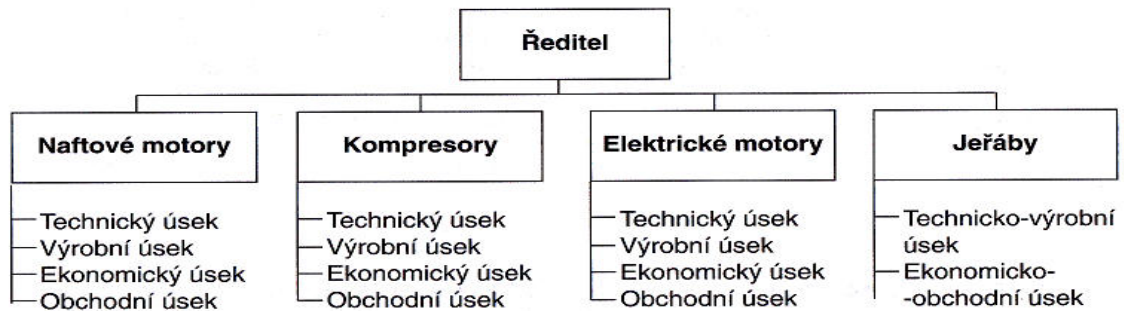 Ředitel
Naftové motory
Technický úsek
Výrobní úsek
Ekonomický úsek
Obchodní úsek
Kompresory
Technický úsek
Výrobní úsek
Ekonomický úsek
Obchodní úsek
Elektrické motory
Technický úsek
Výrobní úsek
Ekonomický úsek
Obchodní úsek
Jeřáby
Technicko-výrobní
úsek
Ekonomicko-
-obchodní úsek